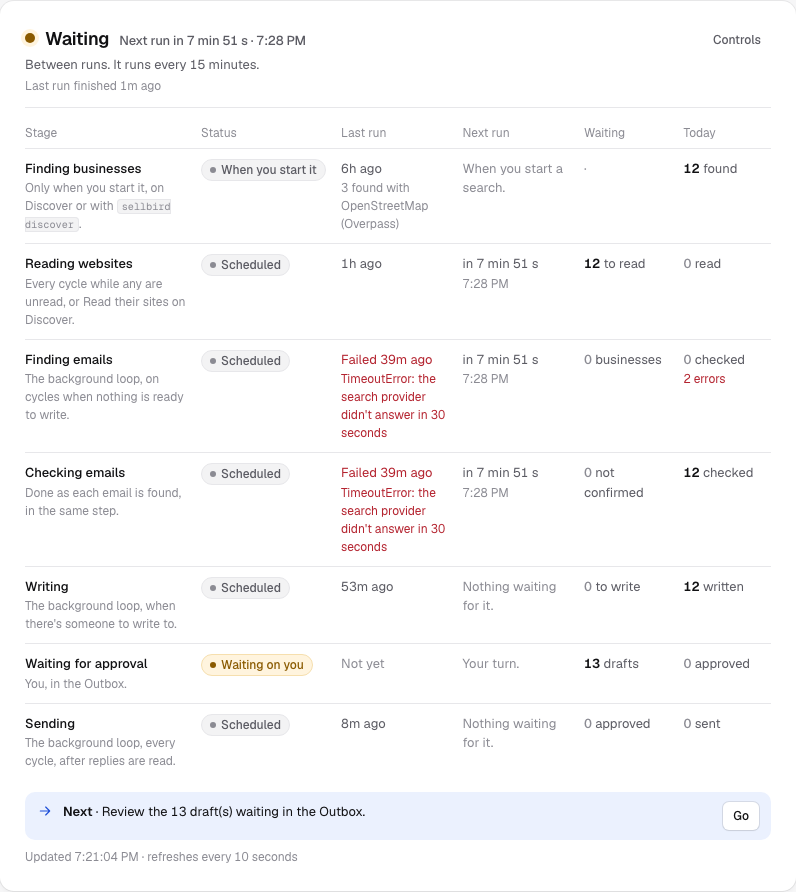 Waiting Next run in 7 min 51 s · 7:28 PM Controls
Between runs. It runs every 15 minutes.
Last run finished 1m ago
Stage Status Last run Next run Waiting Today
Finding businesses
Only when you start it, on
Discover or with sellbird
discover.
When you start it
6h ago
3 found with
OpenStreetMap
(Overpass)
When you start a
search.
·
12 found
Reading websites
Every cycle while any are
unread, or Read their sites on
Discover.
Scheduled
1h ago
in 7 min 51 s
7:28 PM
12 to read
0 read
Finding emails
The background loop, on
cycles when nothing is ready
to write.
Scheduled
Failed 39m ago
TimeoutError: the
search provider
didn't answer in 30
seconds
in 7 min 51 s
7:28 PM
0 businesses
0 checked
2 errors
Checking emails
Done as each email is found,
in the same step.
Scheduled
Failed 39m ago
TimeoutError: the
search provider
didn't answer in 30
seconds
in 7 min 51 s
7:28 PM
0 not
confirmed
12 checked
Writing
The background loop, when
there's someone to write to.
Scheduled
53m ago
Nothing waiting
for it.
0 to write
12 written
Waiting for approval
You, in the Outbox.
Waiting on you
Not yet
Your turn.
13 drafts
0 approved
Sending
The background loop, every
cycle, after replies are read.
Scheduled
8m ago
Nothing waiting
for it.
0 approved
0 sent
→ Next · Review the 13 draft(s) waiting in the Outbox. Go
Updated 7:21:04 PM · refreshes every 10 seconds